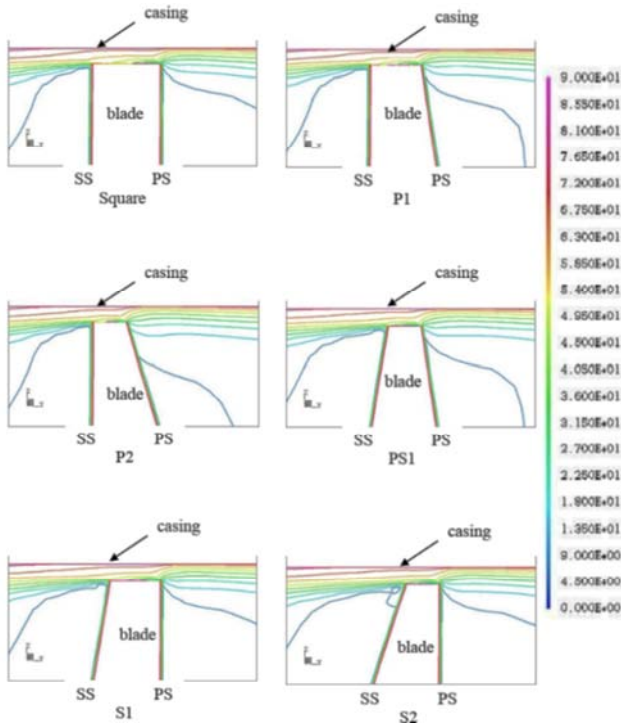 casing
casing
blade
blade
SS
PS
SS
PS
Square
P1
casing
casing
blade
blade
SS
PS
SS
PS
P2
PS1
casing
casing
blade
blade
SS
PS
SS
PS
S1
S2
9.000E+01
8.550E+01
8.100E+01
7.650E+01
7.200E+01
6.750E+01
6.300E+01
5.850E+01
5.400E+01
4.950E+01
4.500E+01
4.050E+01
3.600E+01
3.150E+01
2.700E+01
2.250E+01
1.800E+01
1.350E+01
9.000E+00
4.500E+00
0.000E+00